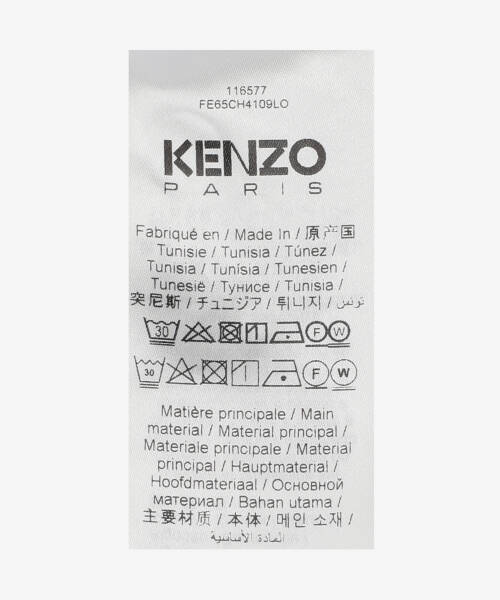 116577
FE65CH4109LO
KENZO
PARIS
Fabriqué en / Made In / 原产国
Tunisie / Tunisia / Túnez /
Tunisia / Tunísia / Tunesien /
Tunesië / Тунисе / Tunisia /
突尼斯 / チュニジア / 튀니지 / تونس
30 F W
30 F W
Matière principale / Main
material / Material principal /
Materiale principale / Material
principal / Hauptmaterial /
Hoofdmateriaal / Основной
материал / Bahan utama /
主要材质 / 本体 / 메인 소재 /
المادة الأساسية